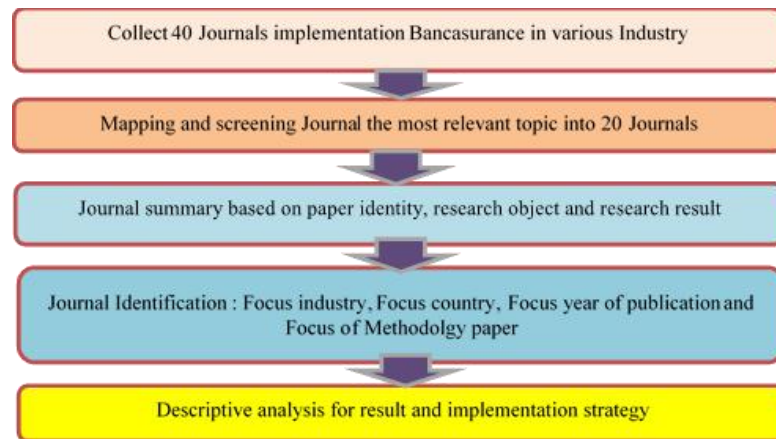 Collect 40 Journals implementation Bancasurance in various Industry
Mapping and screening Journal the most relevant topic into 20 Journals
Journal summary based on paper identity, research object and research result
Journal Identification : Focus industry, Focus country, Focus year of publication and
Focus of Methodolgy paper
Descriptive analysis for result and implementation strategy